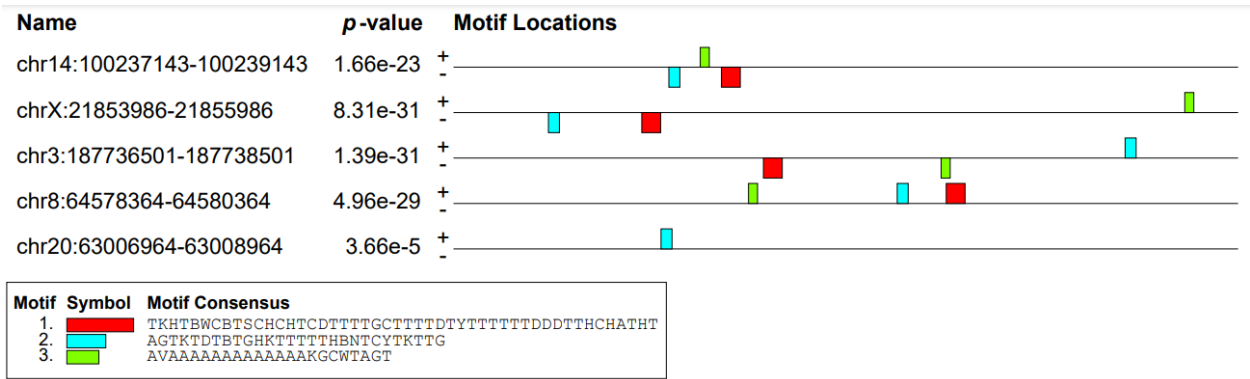 Name p-value Motif Locations
chr14:100237143-100239143 1.66e-23 + -
chrX:21853986-21855986 8.31e-31 + -
chr3:187736501-187738501 1.39e-31 + -
chr8:64578364-64580364 4.96e-29 + -
chr20:63006964-63008964 3.66e-5 + -
Motif Symbol Motif Consensus
1. TKHTBWCBTSCHCHTCDTTTTGCTTTTDTYTTTTTTDDDTTHCHATHT
2. AGTKTDTBTGHKTTTTTHBNTCYTKTTG
3. AVAAAAAAAAAAAAAKGCWTAGT